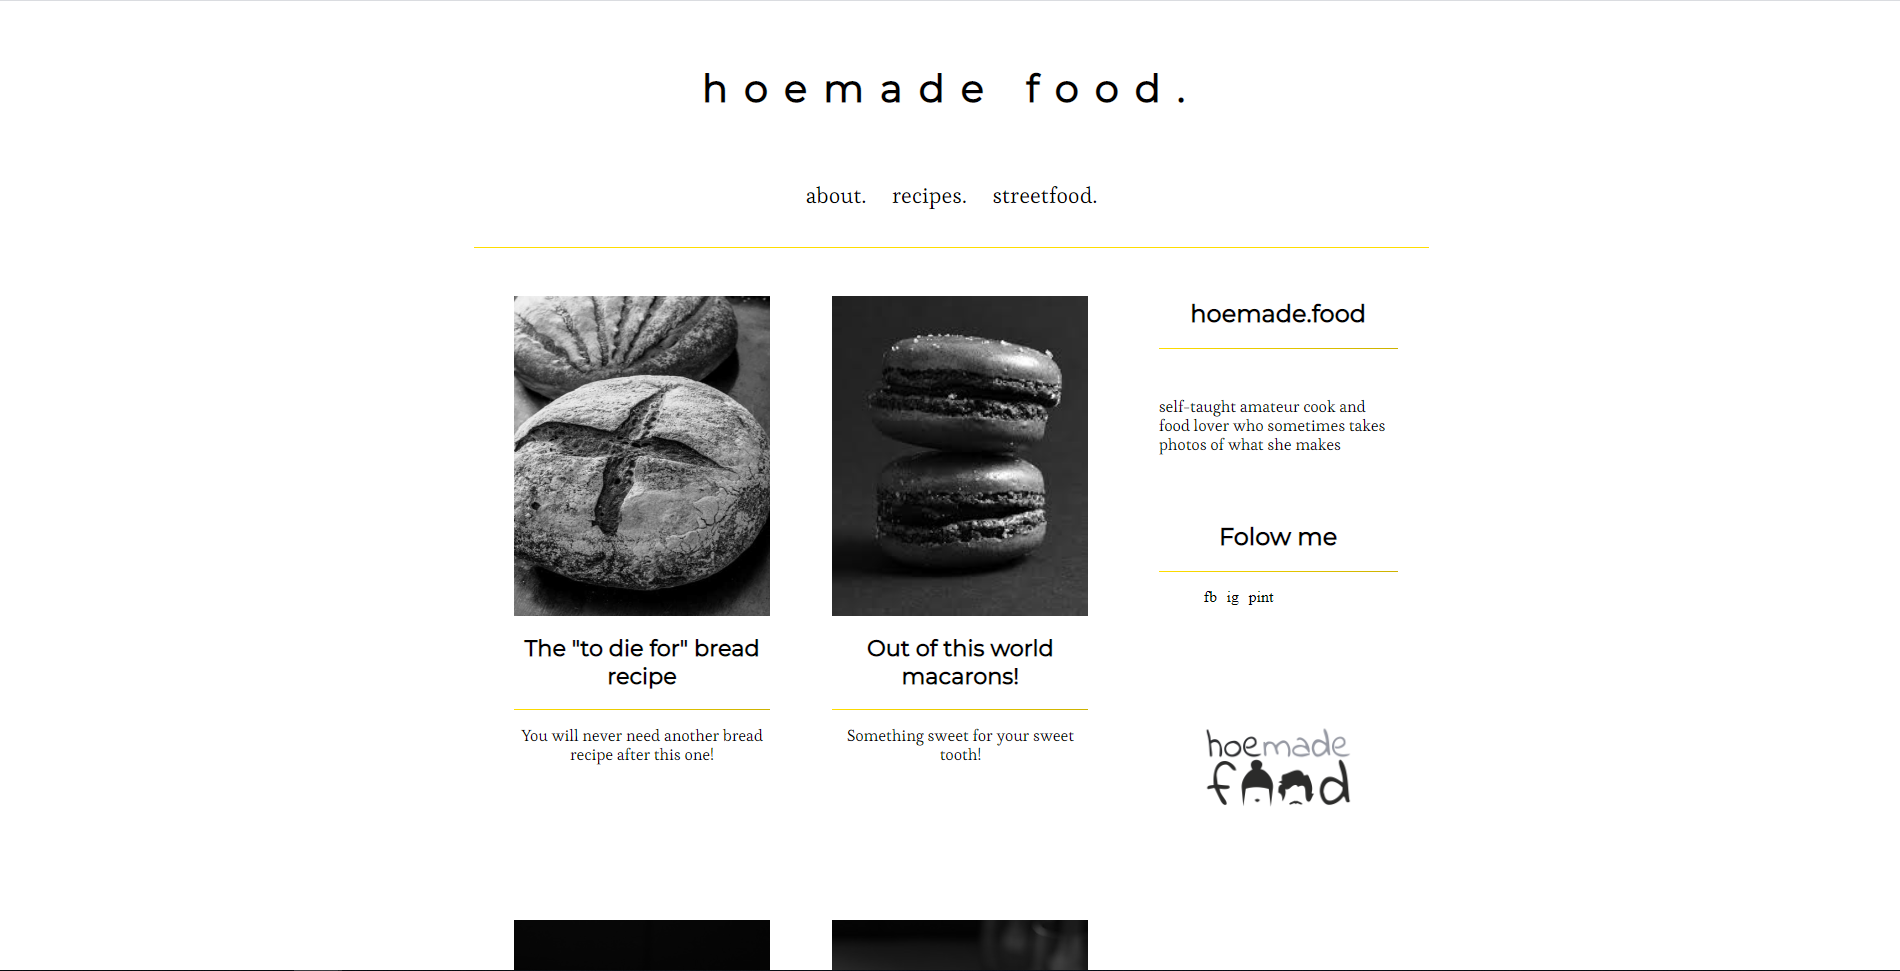 hoemade food.
about. recipes. streetfood.
The "to die for" bread
recipe
You will never need another bread
recipe after this one!
Out of this world
macarons!
Something sweet for your sweet
tooth!
hoemade.food
self-taught amateur cook and
food lover who sometimes takes
photos of what she makes
Folow me
fb ig pint
hoemade
food